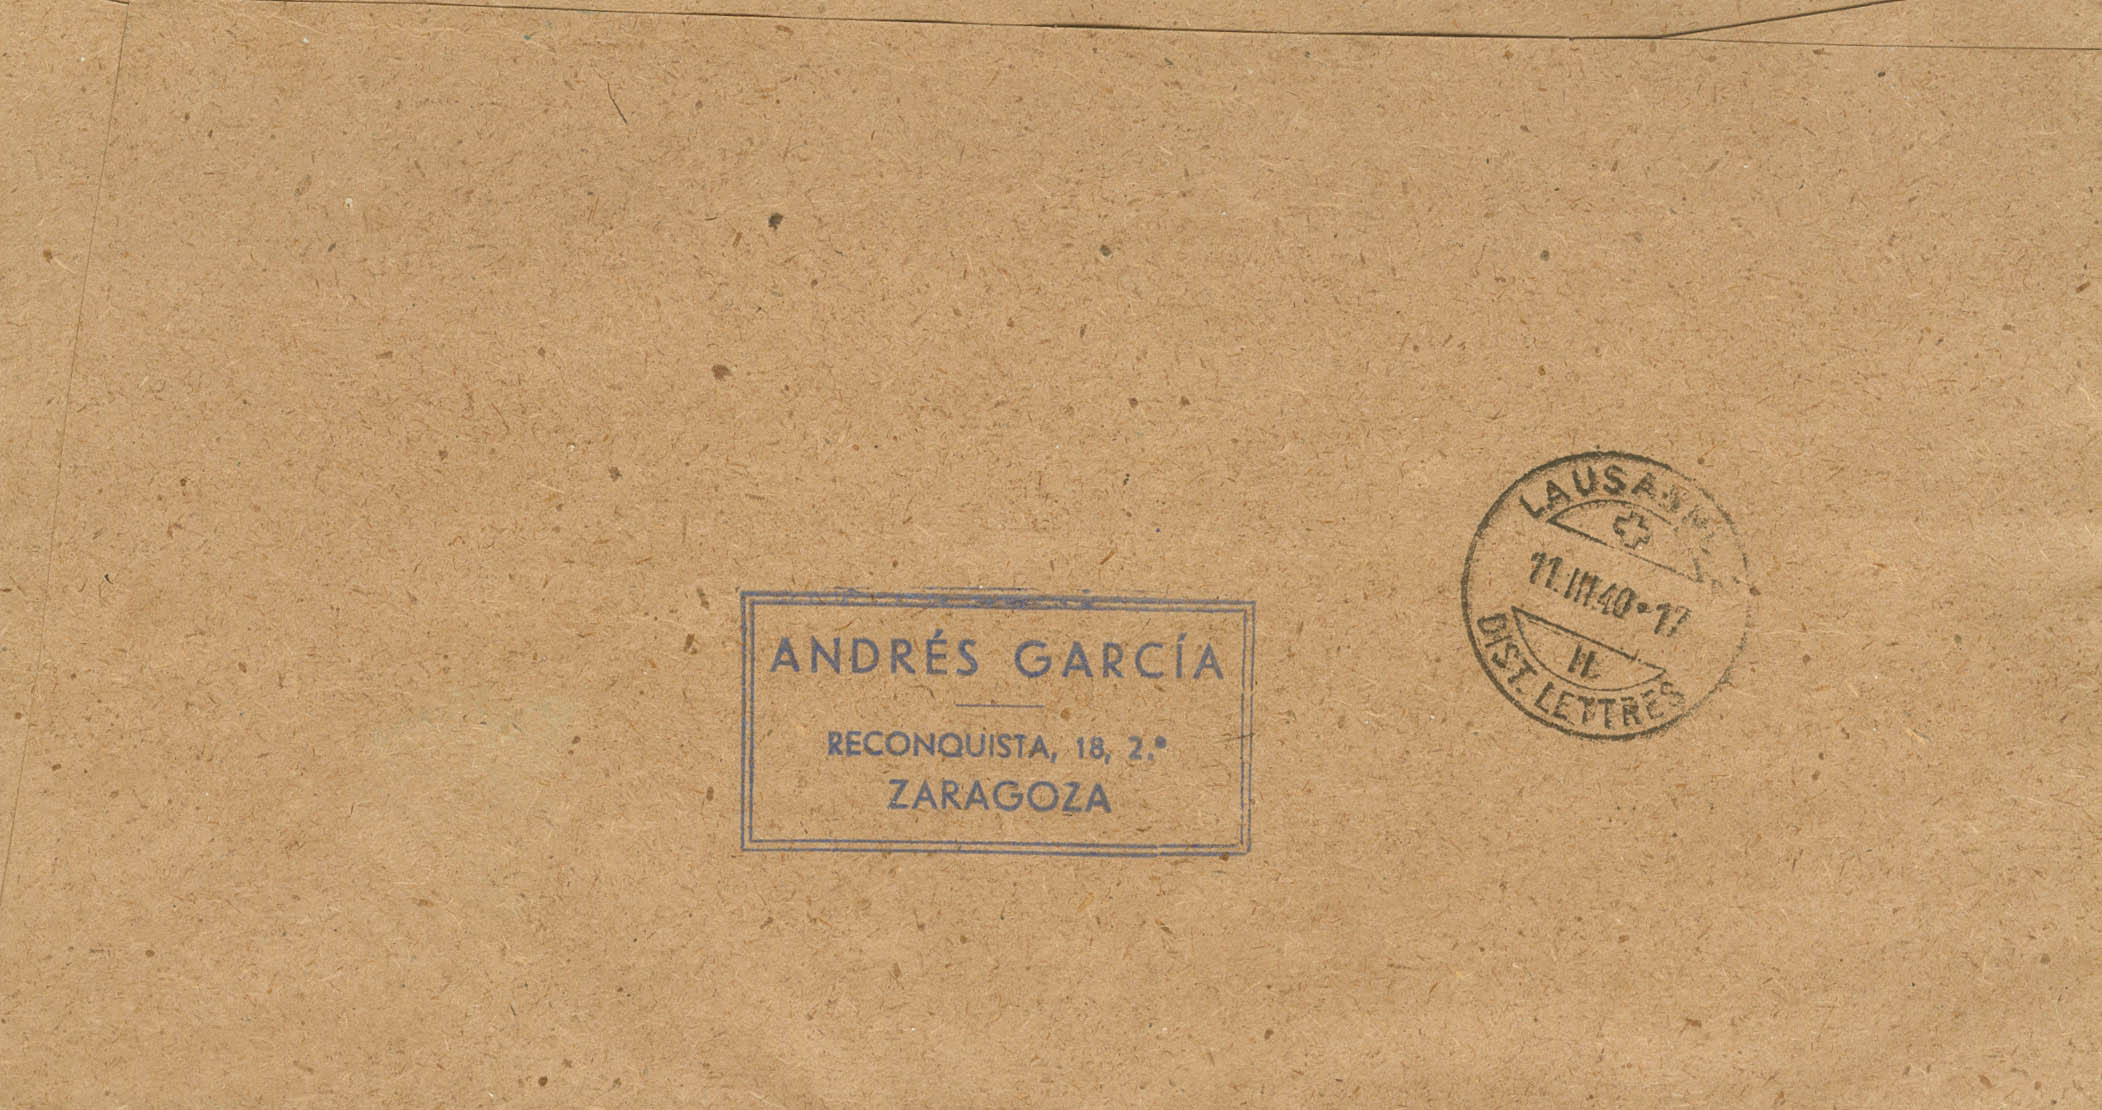 ANDRÉS GARCÍA
RECONQUISTA, 18, 2.º
ZARAGOZA
LAUSANNE
11.III.40·17
DIST. LETTRES